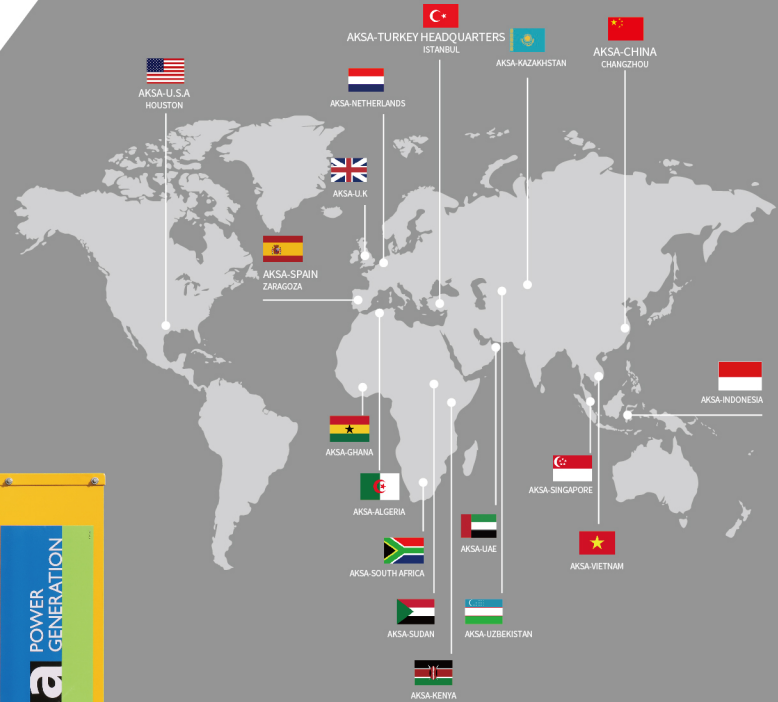 AKSA-TURKEY HEADQUARTERS
ISTANBUL
AKSA-KAZAKHSTAN
AKSA-CHINA
CHANGZHOU
AKSA-U.S.A
HOUSTON
AKSA-NETHERLANDS
AKSA-U.K
AKSA-SPAIN
ZARAGOZA
AKSA-INDONESIA
AKSA-GHANA
AKSA-SINGAPORE
AKSA-ALGERIA
AKSA-UAE
AKSA-VIETNAM
AKSA-SOUTH AFRICA
AKSA-SUDAN
AKSA-UZBEKISTAN
AKSA-KENYA
POWER
GENERATION
a